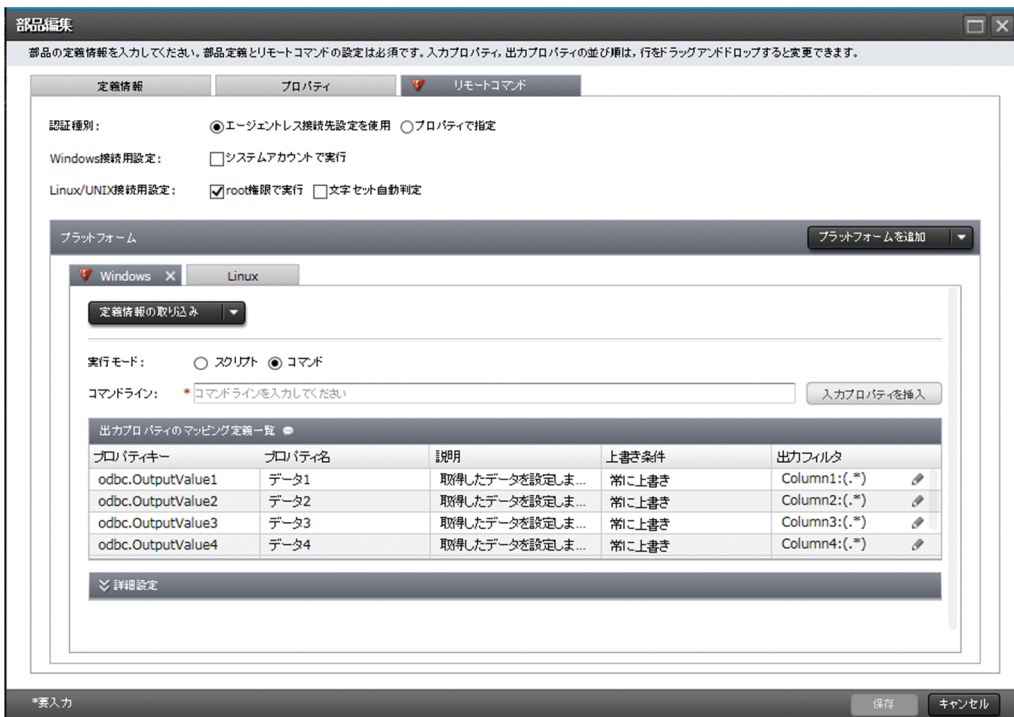 部品編集
部品の定義情報を入力してください。部品定義とリモートコマンドの設定は必須です。入力プロパティ, 出力プロパティの並び順は, 行をドラッグアンドドロップすると変更できます。
定義情報 プロパティ リモートコマンド
認証種別: エージェントレス接続先設定を使用 プロパティで指定
Windows接続用設定: システムアカウントで実行
Linux/UNIX接続用設定: root権限で実行 文字セット自動判定
プラットフォーム プラットフォームを追加
Windows Linux
定義情報の取り込み
実行モード: スクリプト コマンド
コマンドライン: *コマンドラインを入力してください 入力プロパティを挿入
出力プロパティのマッピング定義一覧
プロパティキー プロパティ名 説明 上書き条件 出力フィルタ
odbc.OutputValue1 データ1 取得したデータを設定しま... 常に上書き Column1:(.*)
odbc.OutputValue2 データ2 取得したデータを設定しま... 常に上書き Column2:(.*)
odbc.OutputValue3 データ3 取得したデータを設定しま... 常に上書き Column3:(.*)
odbc.OutputValue4 データ4 取得したデータを設定しま... 常に上書き Column4:(.*)
詳細設定
*要入力 保存 キャンセル